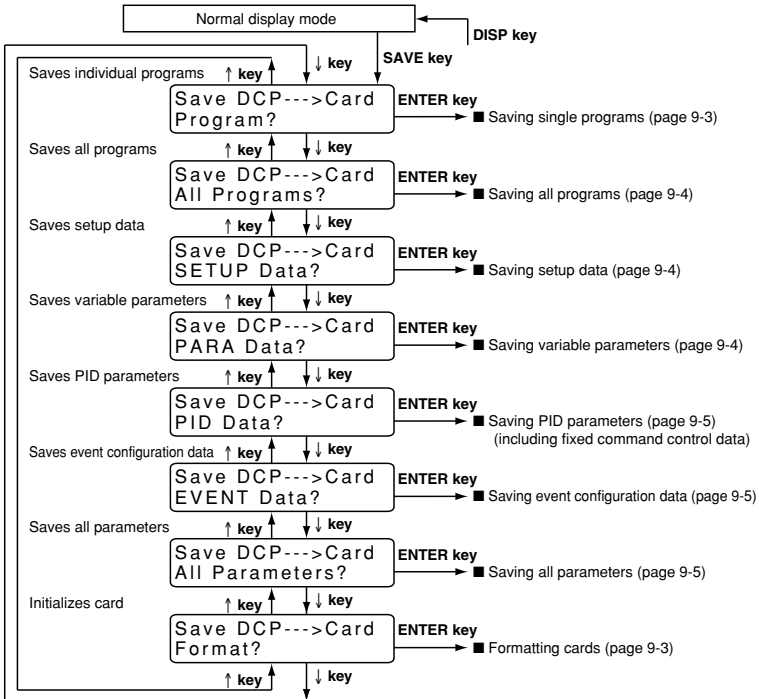 Normal display mode
DISP key
SAVE key
Saves individual programs
↑ key
↓ key
Save DCP--->Card
Program?
ENTER key
■ Saving single programs (page 9-3)
Saves all programs
↑ key
↓ key
Save DCP--->Card
All Programs?
ENTER key
■ Saving all programs (page 9-4)
Saves setup data
↑ key
↓ key
Save DCP--->Card
SETUP Data?
ENTER key
■ Saving setup data (page 9-4)
Saves variable parameters
↑ key
↓ key
Save DCP--->Card
PARA Data?
ENTER key
■ Saving variable parameters (page 9-4)
Saves PID parameters
↑ key
↓ key
Save DCP--->Card
PID Data?
ENTER key
■ Saving PID parameters (page 9-5)
(including fixed command control data)
Saves event configuration data
↑ key
↓ key
Save DCP--->Card
EVENT Data?
ENTER key
■ Saving event configuration data (page 9-5)
Saves all parameters
↑ key
↓ key
Save DCP--->Card
All Parameters?
ENTER key
■ Saving all parameters (page 9-5)
Initializes card
↑ key
↓ key
Save DCP--->Card
Format?
ENTER key
■ Formatting cards (page 9-3)
↑ key
↓ key